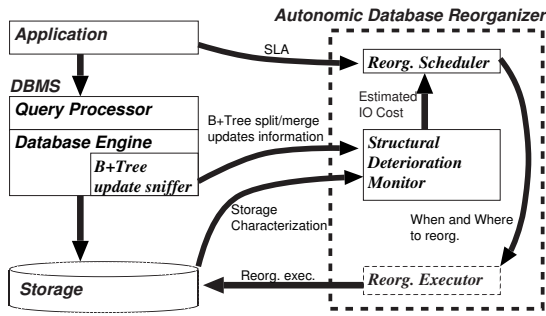 Autonomic Database Reorganizer
Application
SLA
Reorg. Scheduler
DBMS
Query Processor
Database Engine
B+Tree
update sniffer
B+Tree split/merge
updates information
Estimated
IO Cost
Structural
Deterioration
Monitor
Storage
Characterization
When and Where
to reorg.
Reorg. exec.
Reorg. Executor
Storage